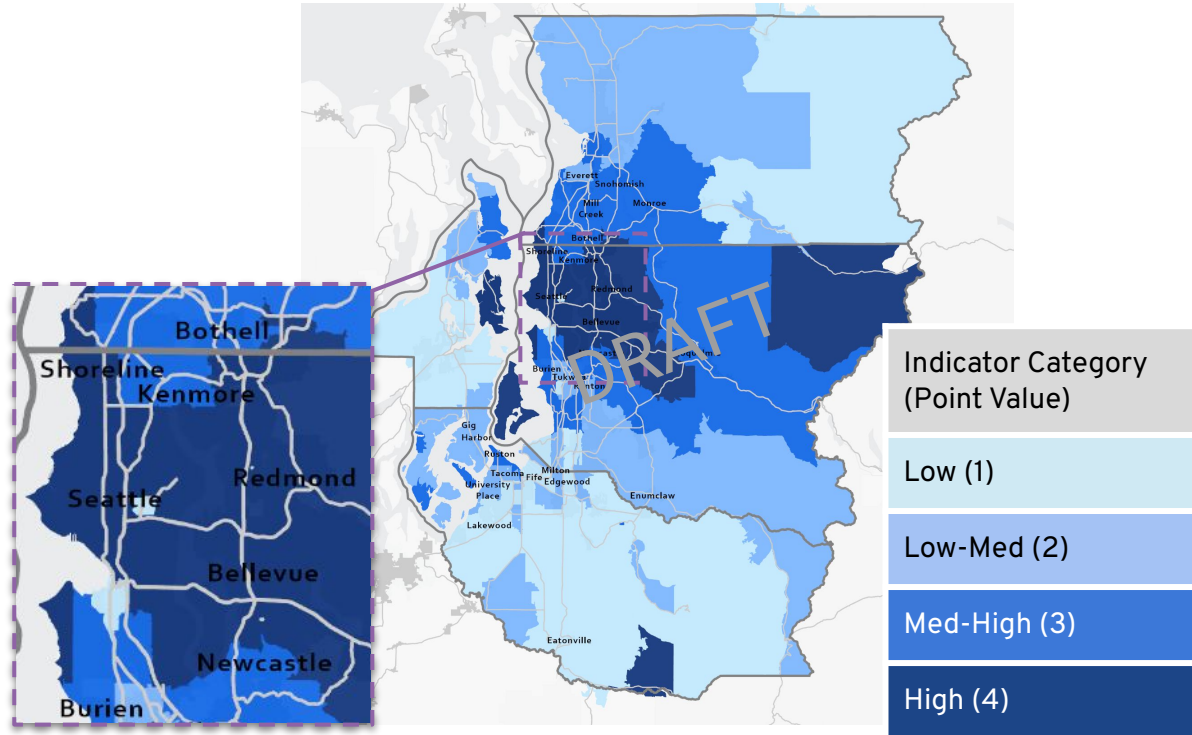 Everett
Snohomish
Mill
Creek
Monroe
Bothell
Shoreline
Kenmore
Seattle
Redmond
Bellevue
DRAFT
Burien
Gig
Harbor
Ruston
Tacoma
Fife
Milton
Edgewood
University
Place
Lakewood
Enumclaw
Eatonville
Bothell
Shoreline
Kenmore
Redmond
Seattle
Bellevue
Newcastle
Burien
Indicator Category
(Point Value)
Low (1)
Low-Med (2)
Med-High (3)
High (4)